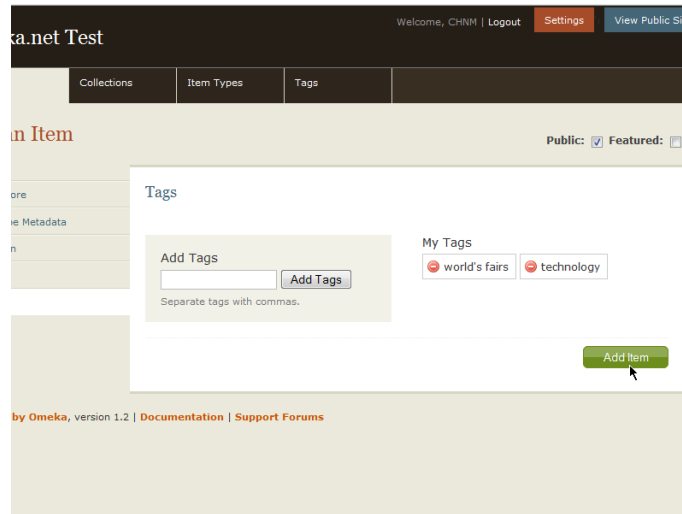 Welcome, CHNM | Logout
Settings
View Public Si
ka.net Test
Collections
Item Types
Tags
an Item
Public:
Featured:
ore
pe Metadata
n
Tags
Add Tags
Add Tags
Separate tags with commas.
My Tags
world's fairs
technology
Add Item
by Omeka, version 1.2 | Documentation | Support Forums